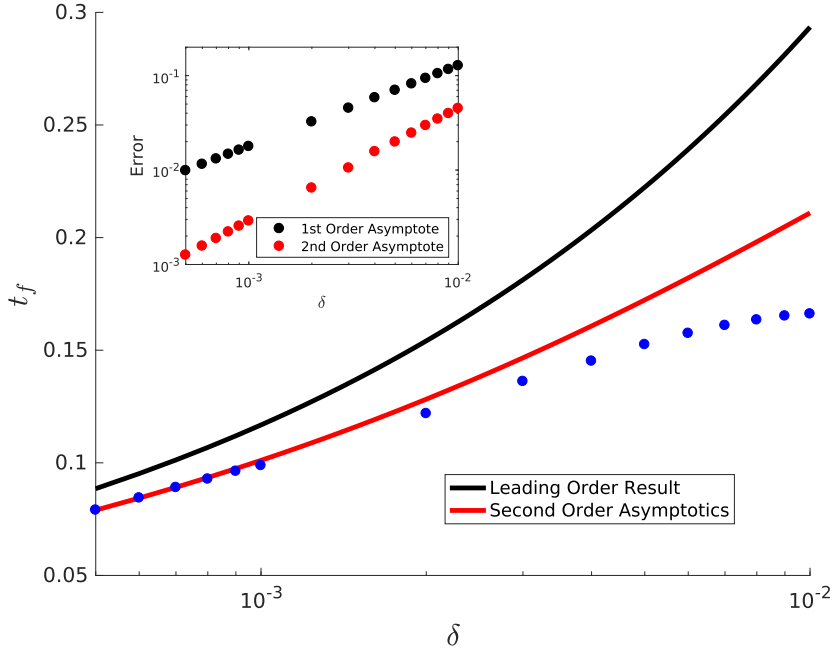 0.3
0.25
0.2
0.15
0.1
0.05
t_f
10^-3
10^-2
δ
Leading Order Result
Second Order Asymptotics
10^-1
10^-2
10^-3
Error
1st Order Asymptote
2nd Order Asymptote
10^-3
10^-2
δ